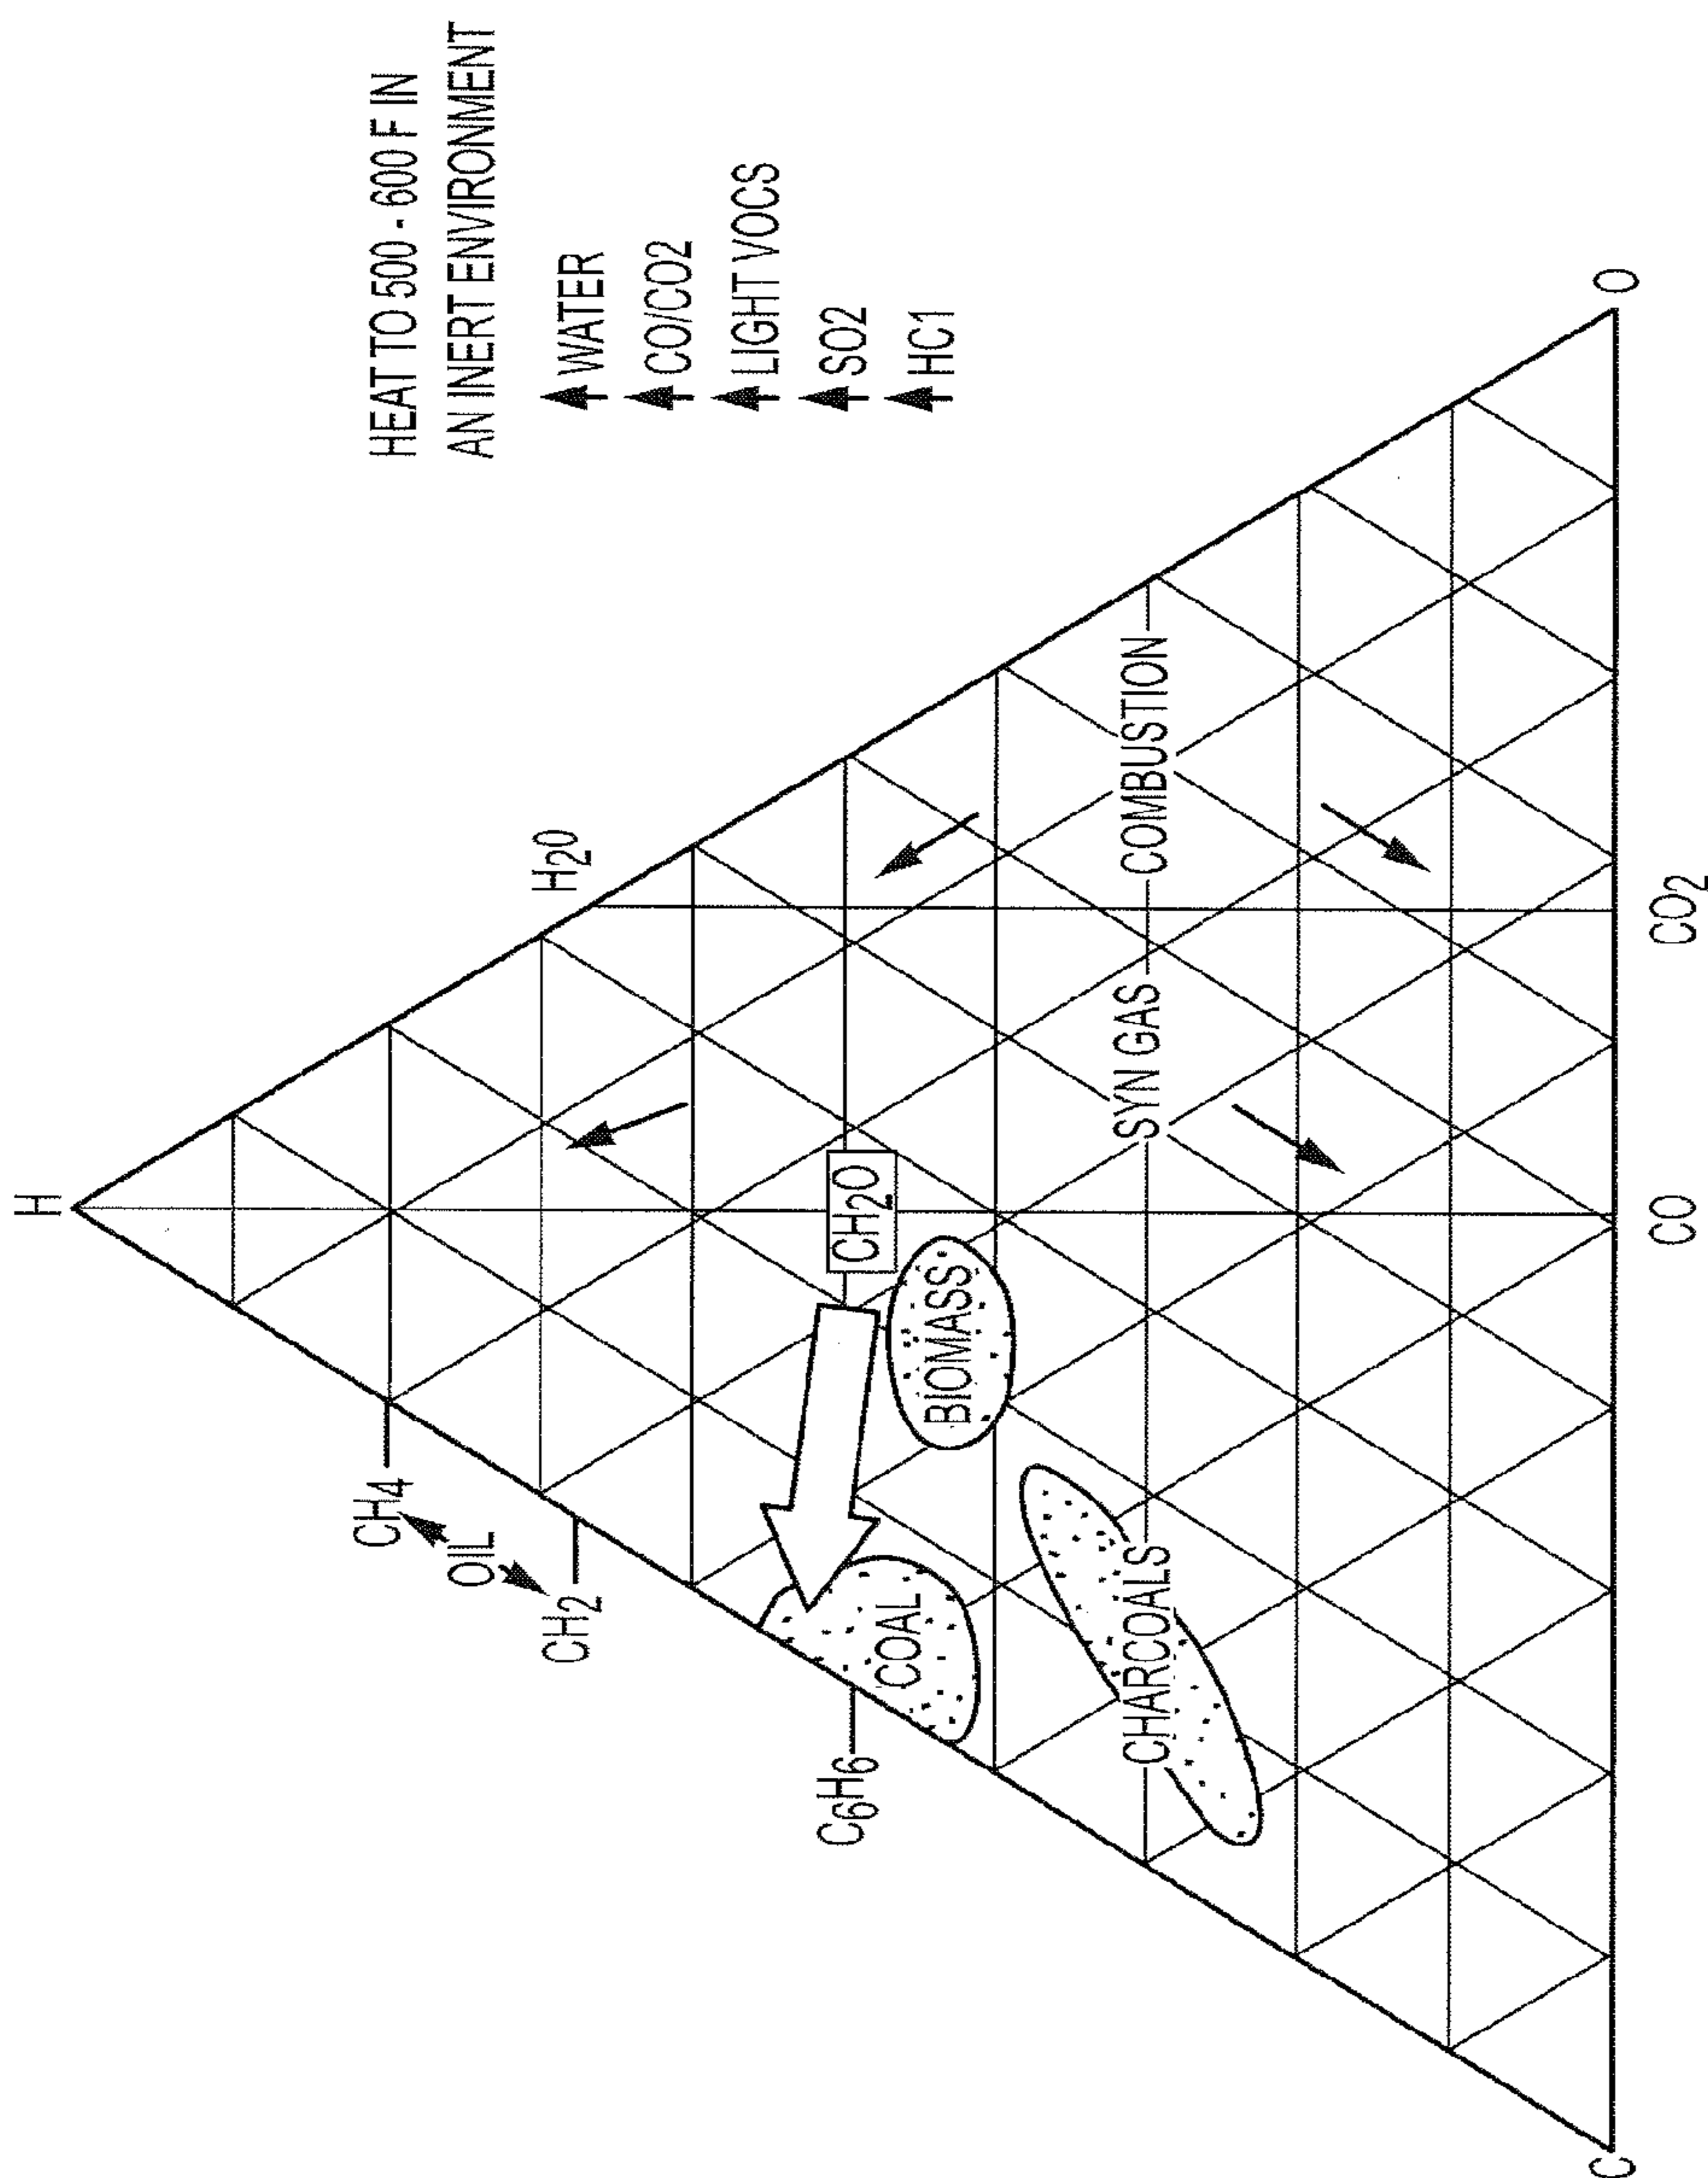 HEAT TO 500 - 600 F IN
AN INERT ENVIRONMENT
WATER
CO/CO2
LIGHT VOCS
SO2
HC1
H
CH4
OIL
CH2
H2O
C6H6
CH2O
COAL
BIOMASS
CHARCOALS
SYN GAS
COMBUSTION
C
CO
CO2
O